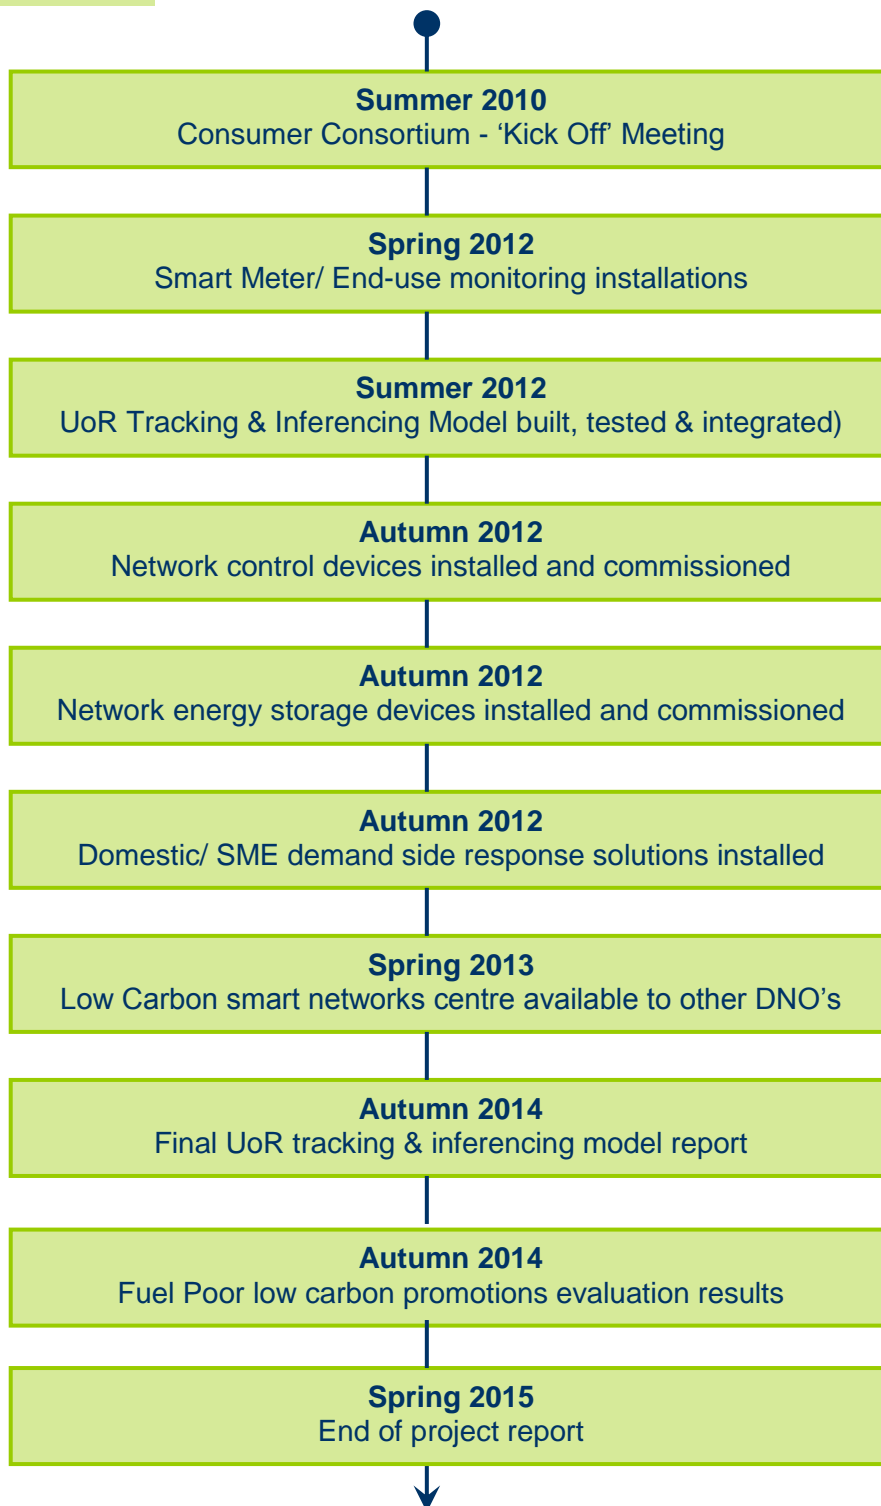 Summer 2010
Consumer Consortium - ‘Kick Off’ Meeting
Spring 2012
Smart Meter/ End-use monitoring installations
Summer 2012
UoR Tracking & Inferencing Model built, tested & integrated)
Autumn 2012
Network control devices installed and commissioned
Autumn 2012
Network energy storage devices installed and commissioned
Autumn 2012
Domestic/ SME demand side response solutions installed
Spring 2013
Low Carbon smart networks centre available to other DNO’s
Autumn 2014
Final UoR tracking & inferencing model report
Autumn 2014
Fuel Poor low carbon promotions evaluation results
Spring 2015
End of project report